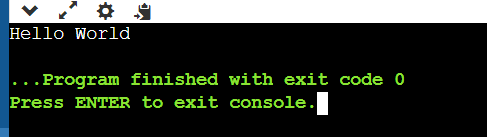 Hello World
...Program finished with exit code 0
Press ENTER to exit console.